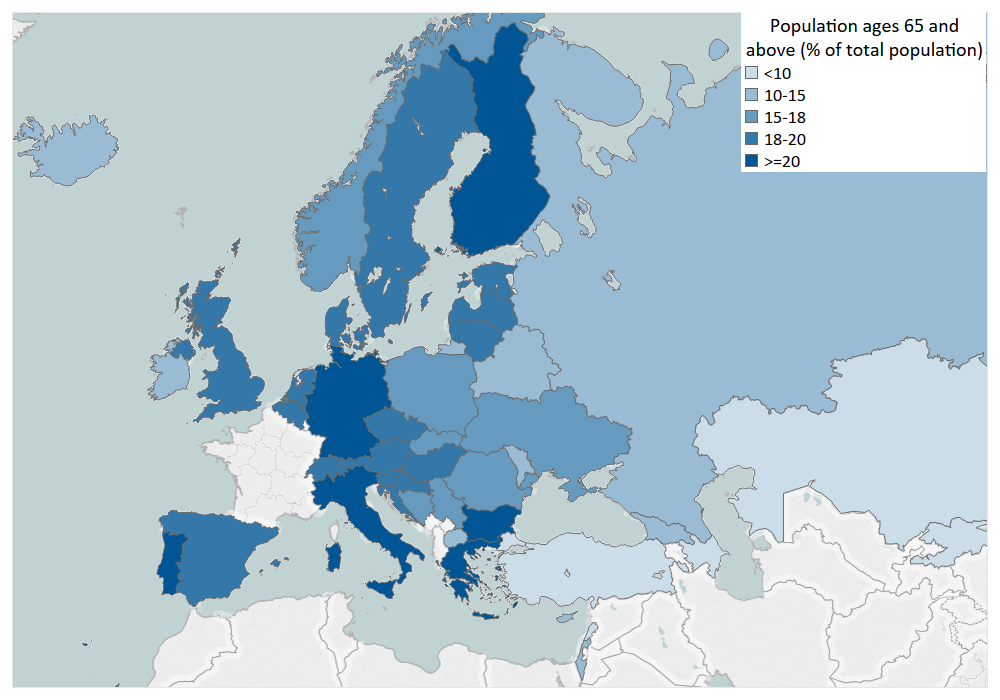 Population ages 65 and
above (% of total population)
<10
10-15
15-18
18-20
>=20